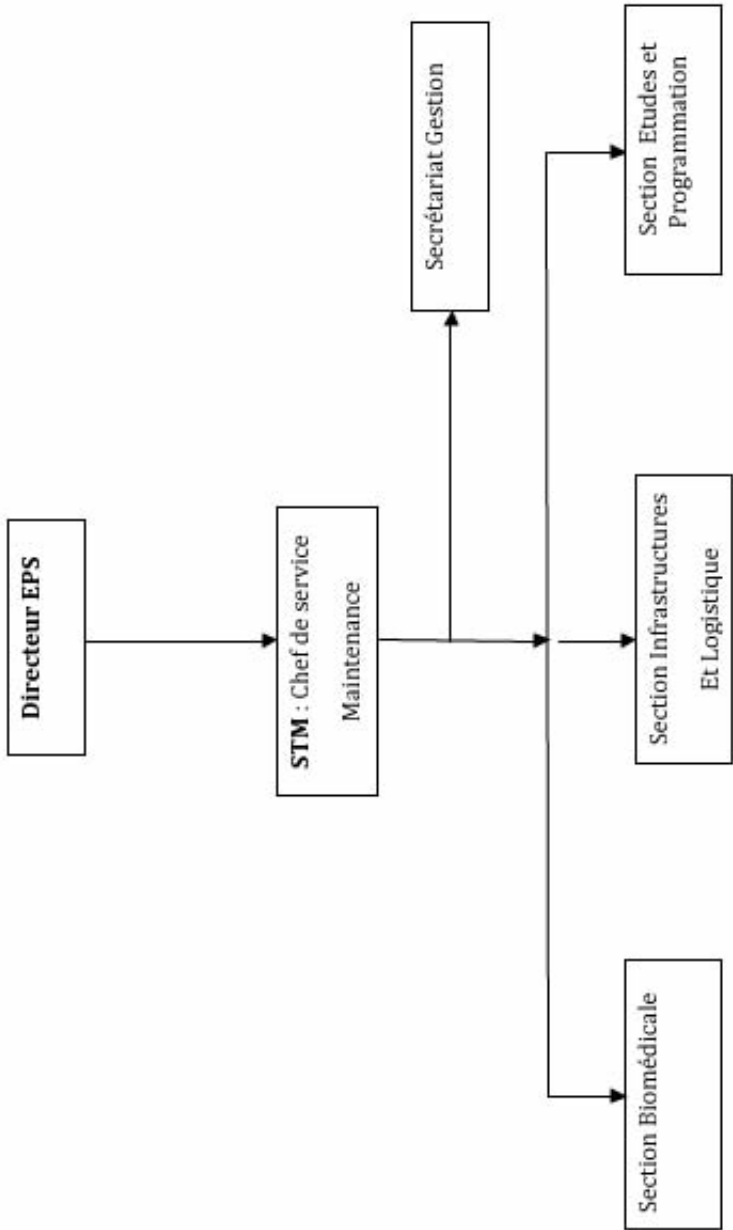 Directeur EPS
STM : Chef de service
Maintenance
Secrétariat Gestion
Section Biomédicale
Section Infrastructures
Et Logistique
Section Etudes et
Programmation